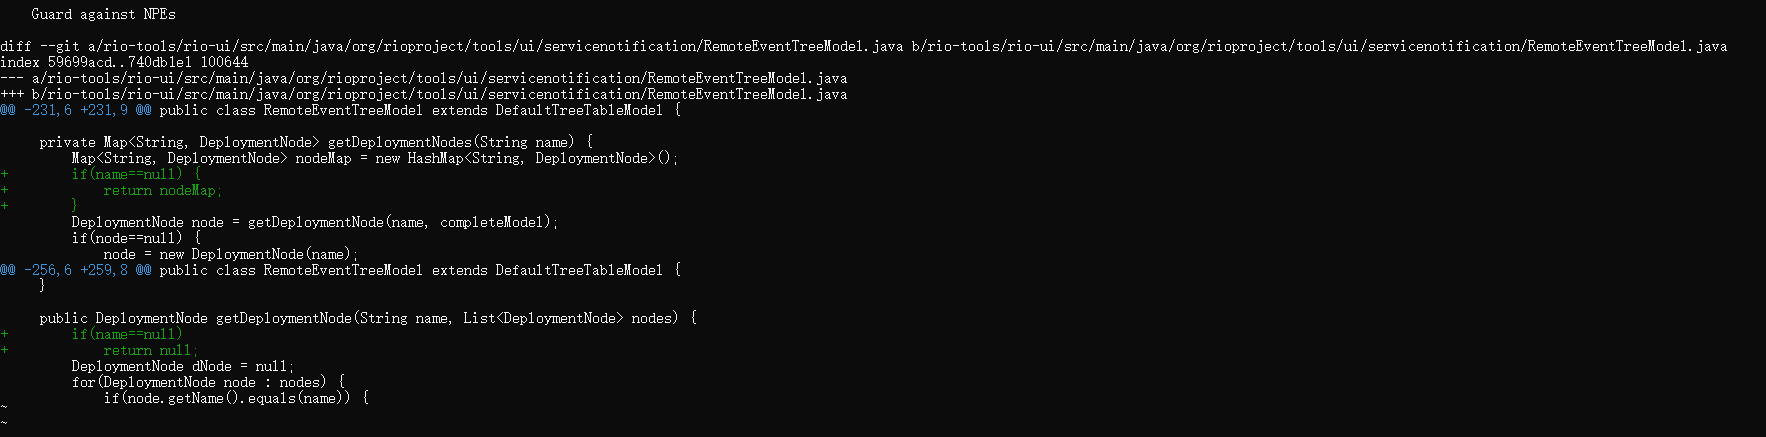 Guard against NPEs
diff --git a/rio-tools/rio-ui/src/main/java/org/rioproject/tools/ui/servicenotification/RemoteEventTreeModel.java b/rio-tools/rio-ui/src/main/java/org/rioproject/tools/ui/servicenotification/RemoteEventTreeModel.java
index 59699acd..740db1e1 100644
--- a/rio-tools/rio-ui/src/main/java/org/rioproject/tools/ui/servicenotification/RemoteEventTreeModel.java
+++ b/rio-tools/rio-ui/src/main/java/org/rioproject/tools/ui/servicenotification/RemoteEventTreeModel.java
@@ -231,6 +231,9 @@ public class RemoteEventTreeModel extends DefaultTreeTableModel {
     private Map<String, DeploymentNode> getDeploymentNodes(String name) {
         Map<String, DeploymentNode> nodeMap = new HashMap<String, DeploymentNode>();
+        if(name==null) {
+            return nodeMap;
+        }
         DeploymentNode node = getDeploymentNode(name, completeModel);
         if(node==null) {
             node = new DeploymentNode(name);
@@ -256,6 +259,8 @@ public class RemoteEventTreeModel extends DefaultTreeTableModel {
     }
     public DeploymentNode getDeploymentNode(String name, List<DeploymentNode> nodes) {
+        if(name==null)
+            return null;
         DeploymentNode dNode = null;
         for(DeploymentNode node : nodes) {
             if(node.getName().equals(name)) {
~
~